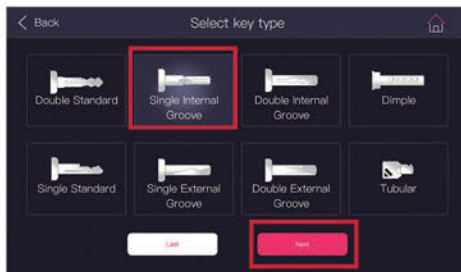 Back
Select key type
Double Standard
Single Internal
Groove
Double Internal
Groove
Dimple
Single Standard
Single External
Groove
Double External
Groove
Tubular
Last
Next